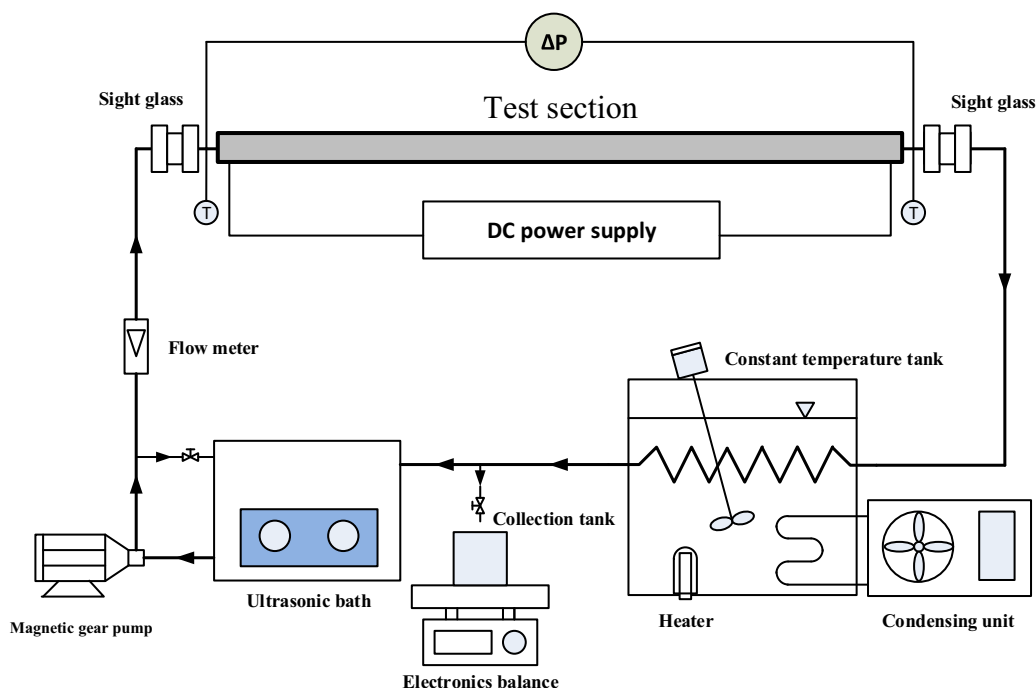 ΔP
Sight glass
Test section
Sight glass
T
T
DC power supply
Flow meter
Constant temperature tank
Collection tank
Ultrasonic bath
Heater
Condensing unit
Magnetic gear pump
Electronics balance